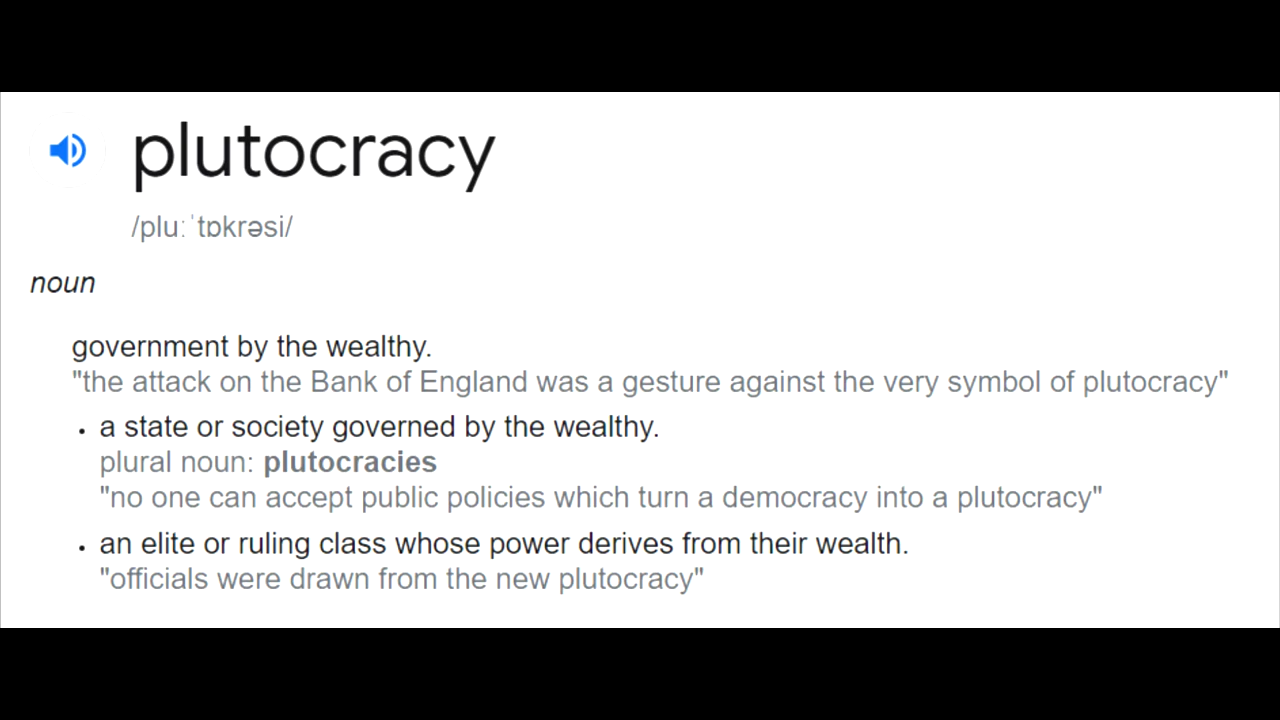 plutocracy
/pluːˈtɒkrəsi/
noun
government by the wealthy.
"the attack on the Bank of England was a gesture against the very symbol of plutocracy"
• a state or society governed by the wealthy.
plural noun: plutocracies
"no one can accept public policies which turn a democracy into a plutocracy"
• an elite or ruling class whose power derives from their wealth.
"officials were drawn from the new plutocracy"